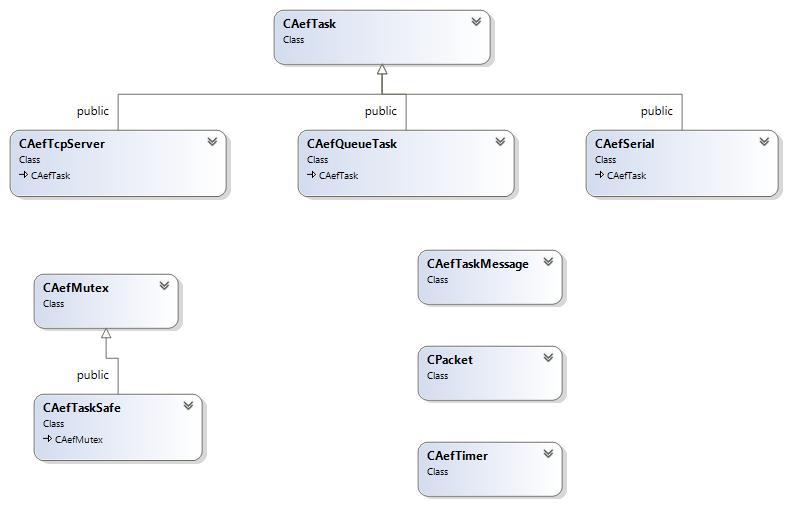 CAefTask
Class
public
public
public
CAefTcpServer
Class
CAefTask
CAefQueueTask
Class
CAefTask
CAefSerial
Class
CAefTask
CAefMutex
Class
public
CAefTaskSafe
Class
CAefMutex
CAefTaskMessage
Class
CPacket
Class
CAefTimer
Class